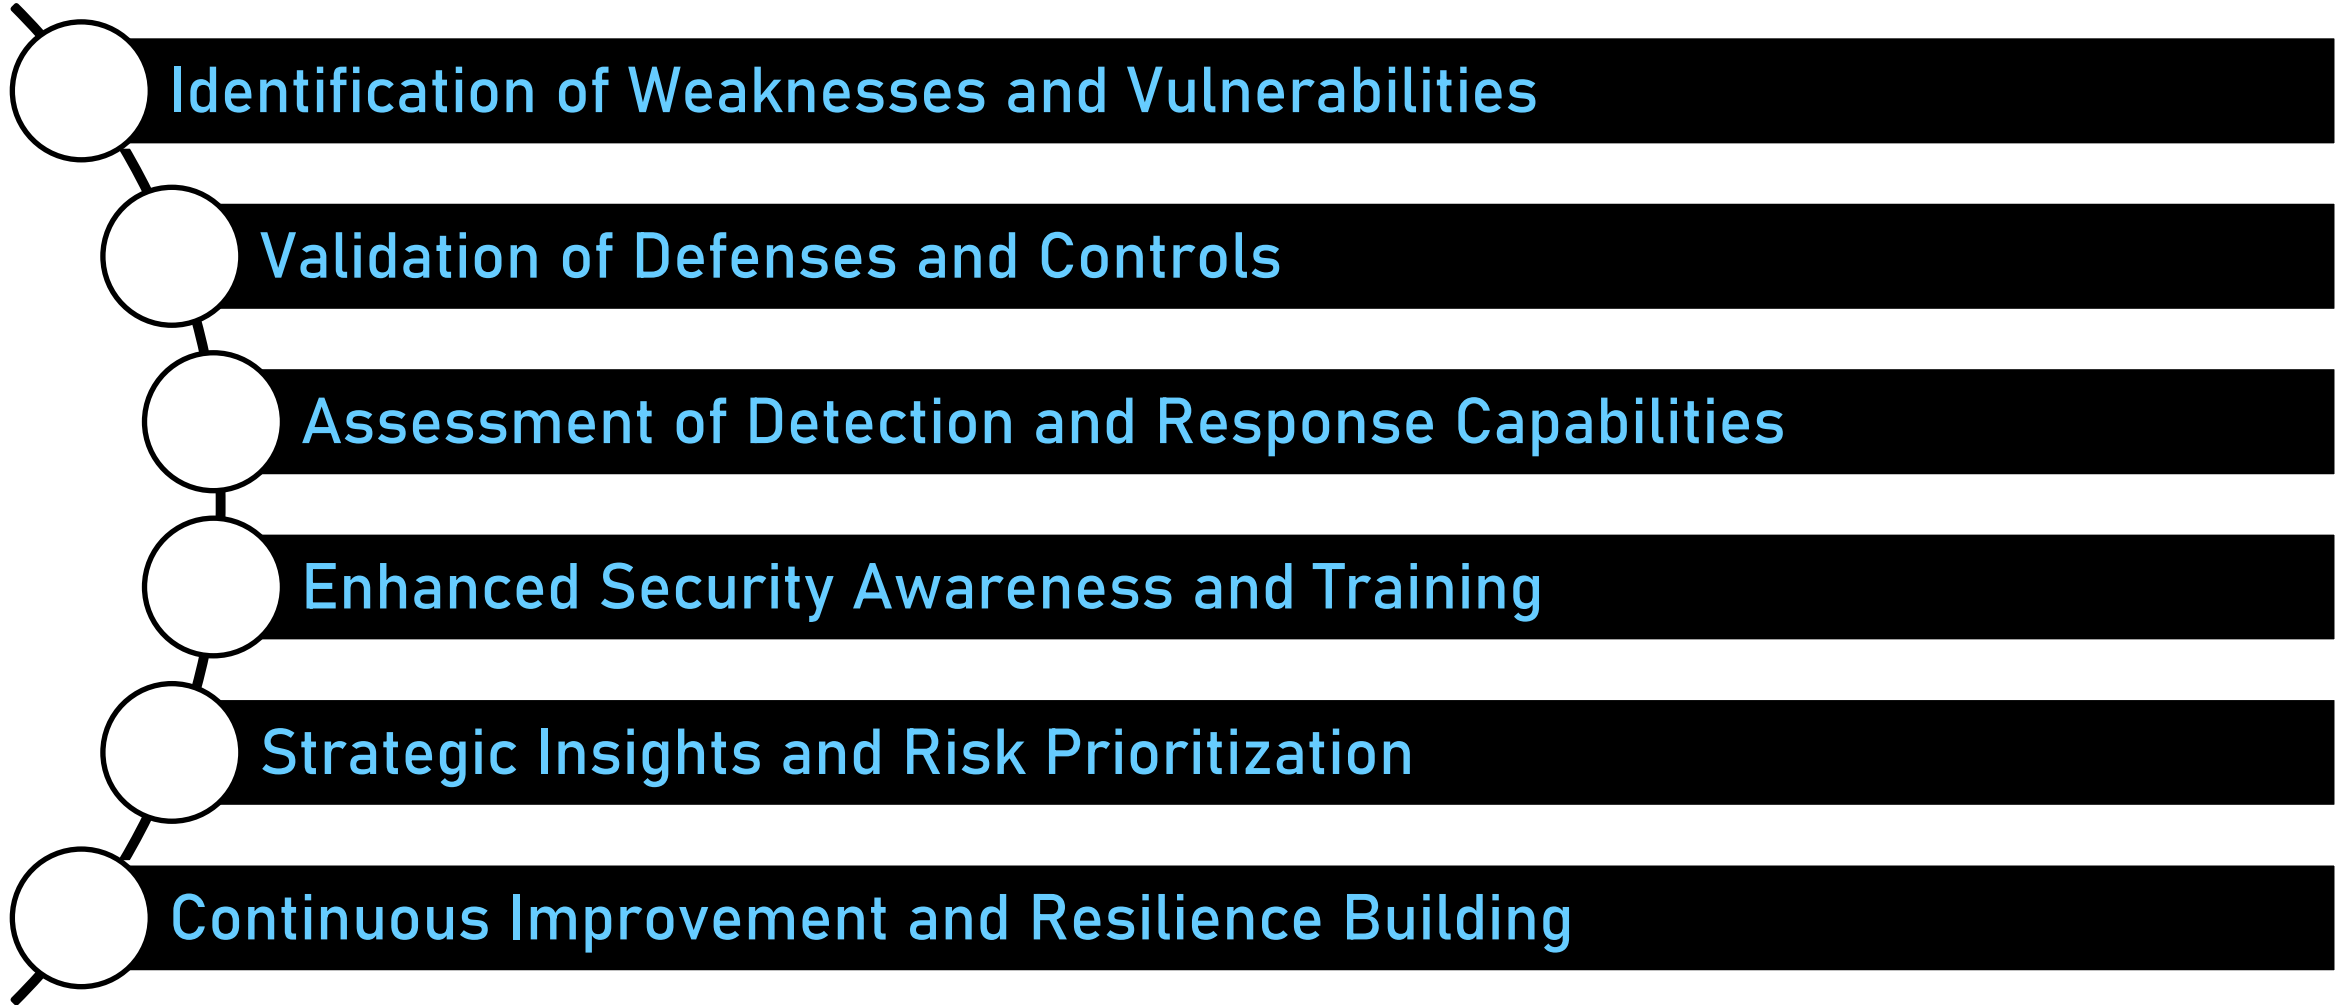 Identification of Weaknesses and Vulnerabilities
Validation of Defenses and Controls
Assessment of Detection and Response Capabilities
Enhanced Security Awareness and Training
Strategic Insights and Risk Prioritization
Continuous Improvement and Resilience Building